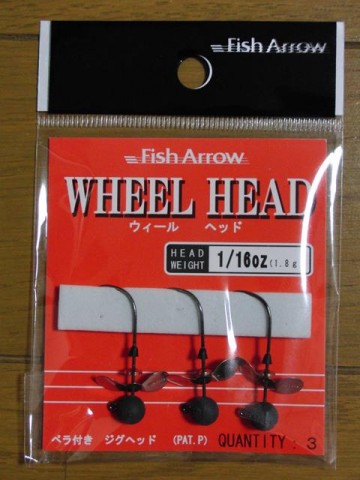 Fish Arrow
Fish Arrow
WHEEL HEAD
ウィール ヘッド
HEAD WEIGHT 1/16oz(1.8g
ペラ付き ジグヘッド (PAT.P) QUANTITY : 3